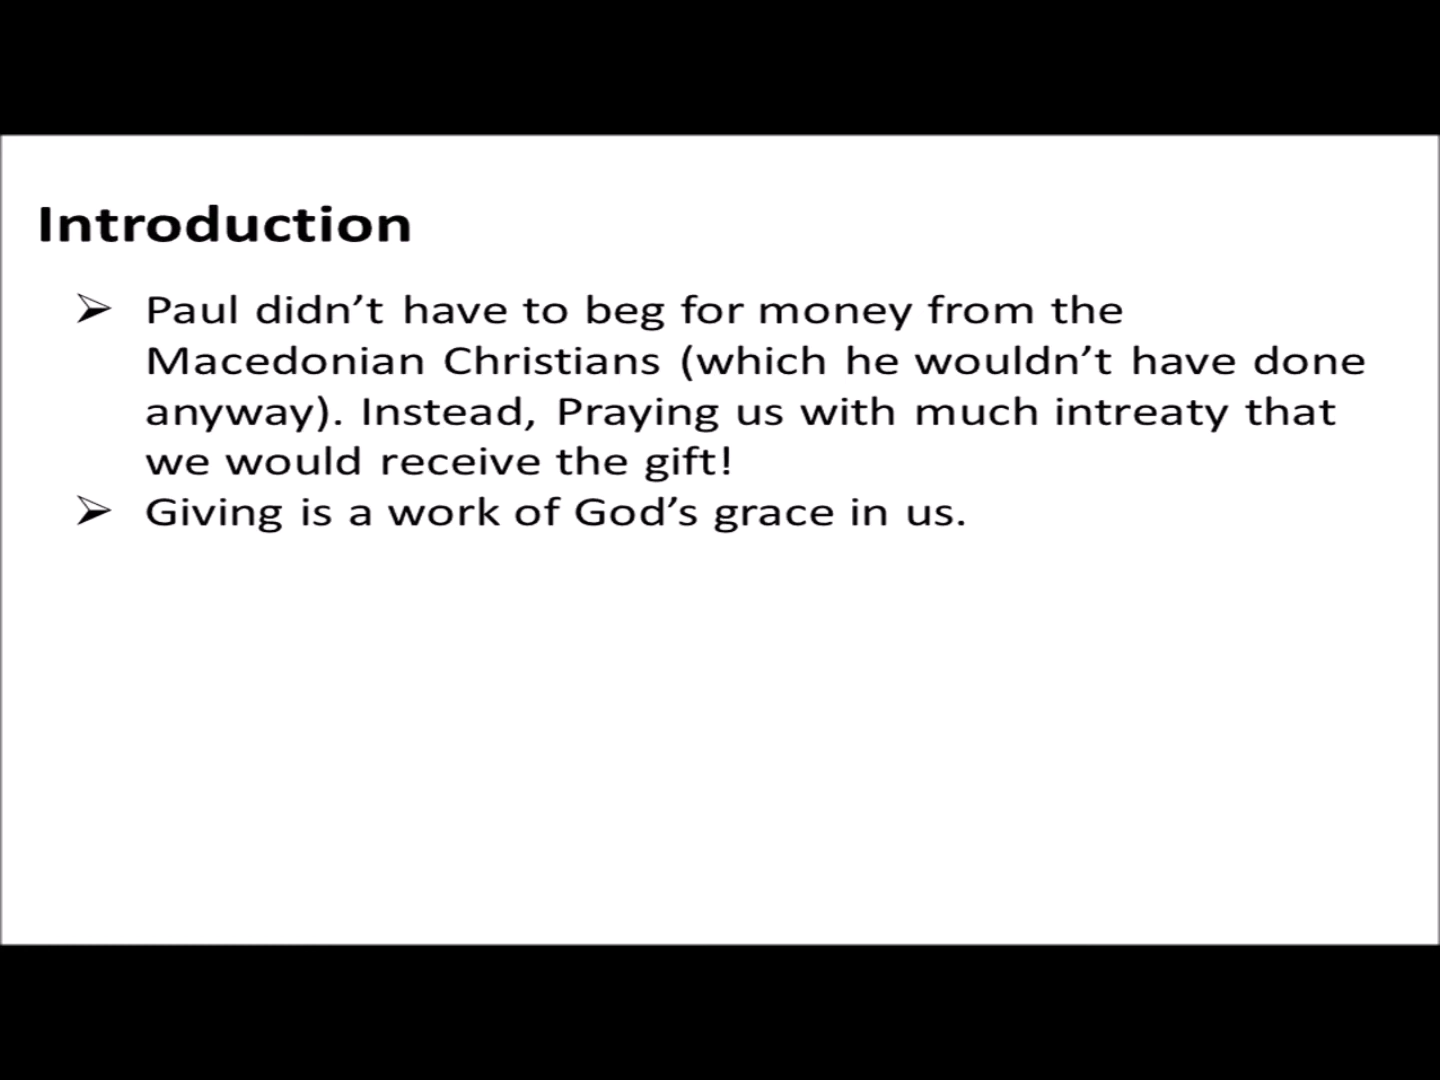 Introduction
➢ Paul didn’t have to beg for money from the
Macedonian Christians (which he wouldn’t have done
anyway). Instead, Praying us with much intreaty that
we would receive the gift!
➢ Giving is a work of God’s grace in us.